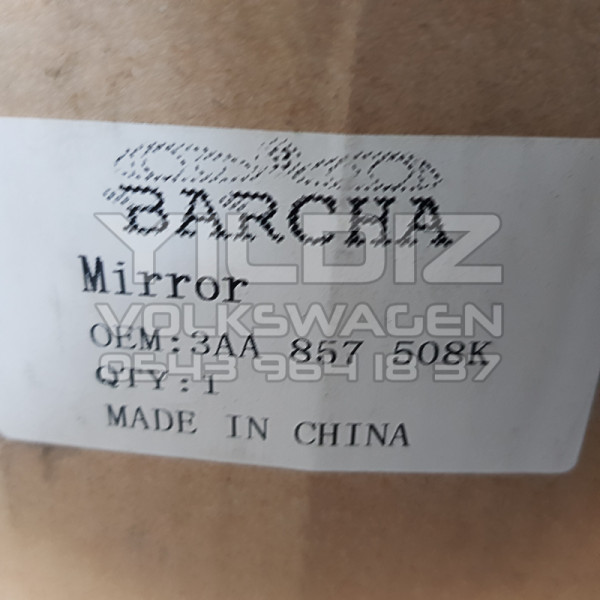 BARCHA
YILDIZ
Mirror
VOLKSWAGEN
OEM:3AA 857 508K
0543 964 18 37
QTY:1
MADE IN CHINA